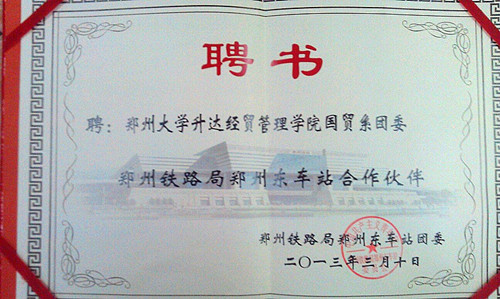 聘书
聘：郑州大学升达经贸管理学院国贸系团委
郑州铁路局郑州东车站合作伙伴
郑州铁路局郑州东车站团委
二〇一三年三月十日